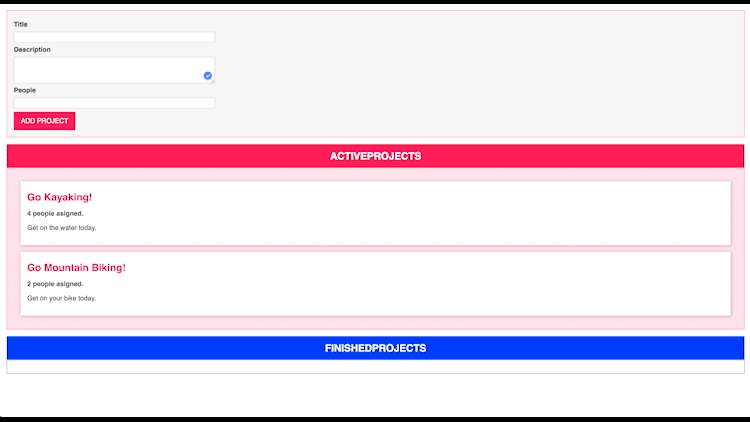 Title
Description
People
ADD PROJECT
ACTIVEPROJECTS
Go Kayaking!
4 people asigned.
Get on the water today.
Go Mountain Biking!
2 people asigned.
Get on your bike today.
FINISHEDPROJECTS